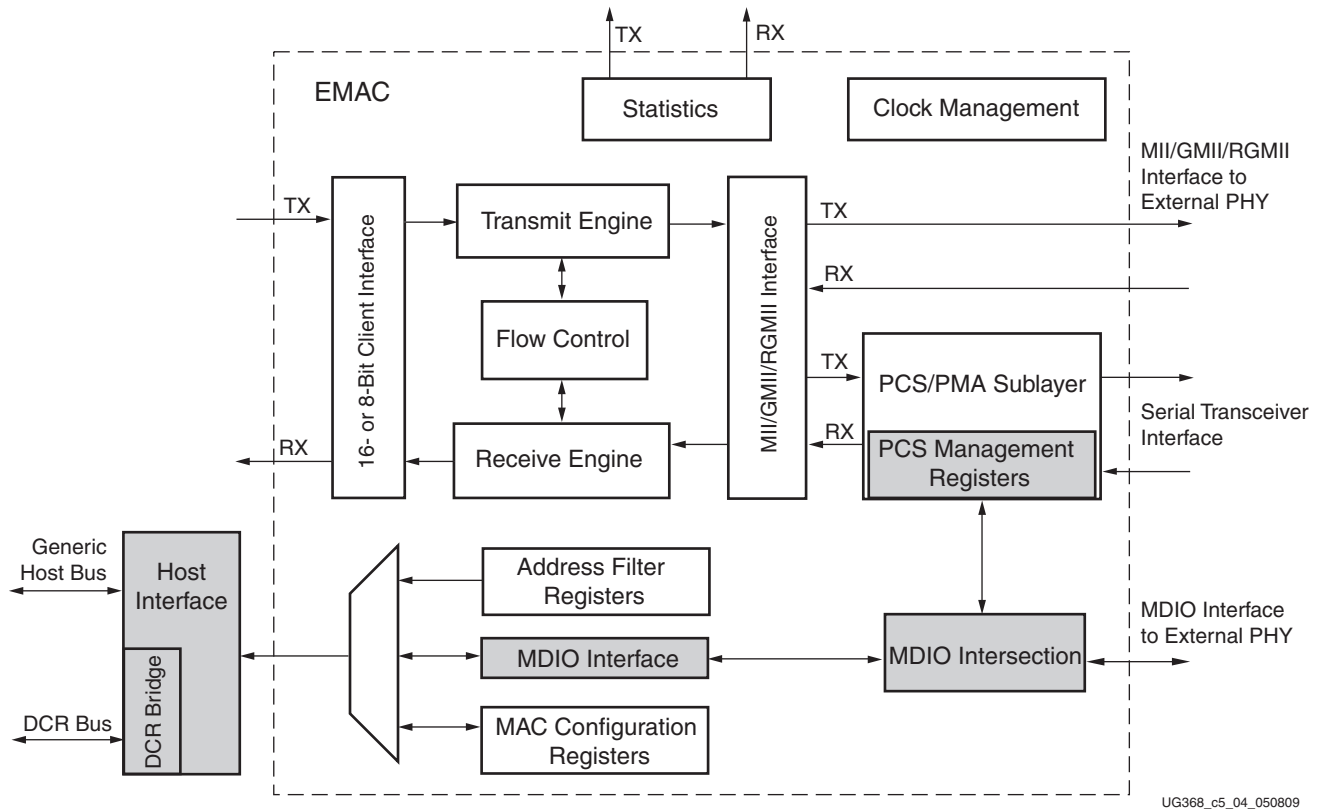 TX
RX
EMAC
Statistics
Clock Management
MII/GMII/RGMII
Interface to
External PHY
TX
16- or 8-Bit Client Interface
Transmit Engine
MII/GMII/RGMII Interface
TX
RX
Flow Control
TX
PCS/PMA Sublayer
Serial Transceiver
Interface
RX
Receive Engine
RX
PCS Management
Registers
Generic
Host Bus
Host
Interface
Address Filter
Registers
MDIO Interface
MDIO Intersection
MDIO Interface
to External PHY
DCR Bus
DCR Bridge
MAC Configuration
Registers
UG368_c5_04_050809